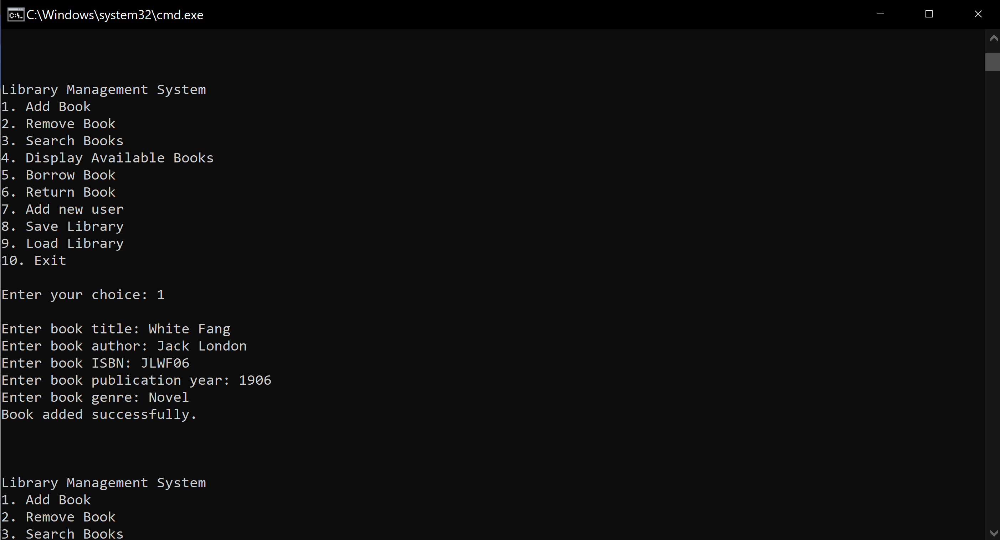 C:\Windows\system32\cmd.exe
Library Management System
1. Add Book
2. Remove Book
3. Search Books
4. Display Available Books
5. Borrow Book
6. Return Book
7. Add new user
8. Save Library
9. Load Library
10. Exit
Enter your choice: 1
Enter book title: White Fang
Enter book author: Jack London
Enter book ISBN: JLWF06
Enter book publication year: 1906
Enter book genre: Novel
Book added successfully.
Library Management System
1. Add Book
2. Remove Book
3. Search Books